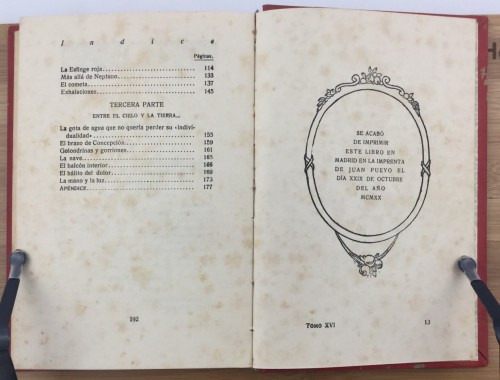 Indice
Páginas.
La Esfinge roja. 114
Más allá de Neptuno. 133
El cometa. 137
Exhalaciones. 145
TERCERA PARTE
ENTRE EL CIELO Y LA TIERRA...
La gota de agua que no quería perder su «indivi-
dualidad» 155
El brazo de Concepción. 159
Golondrinas y gorriones. 161
La nave. 165
El balcón interior. 166
El hálito del dolor. 169
La mano y la luz. 173
APÉNDICE. 177
192
SE ACABÓ
DE IMPRIMIR
ESTE LIBRO EN
MADRID EN LA IMPRENTA
DE JUAN PUEYO EL
DÍA XXIX DE OCTUBRE
DEL AÑO
MCMXX
TOMO XVI 13